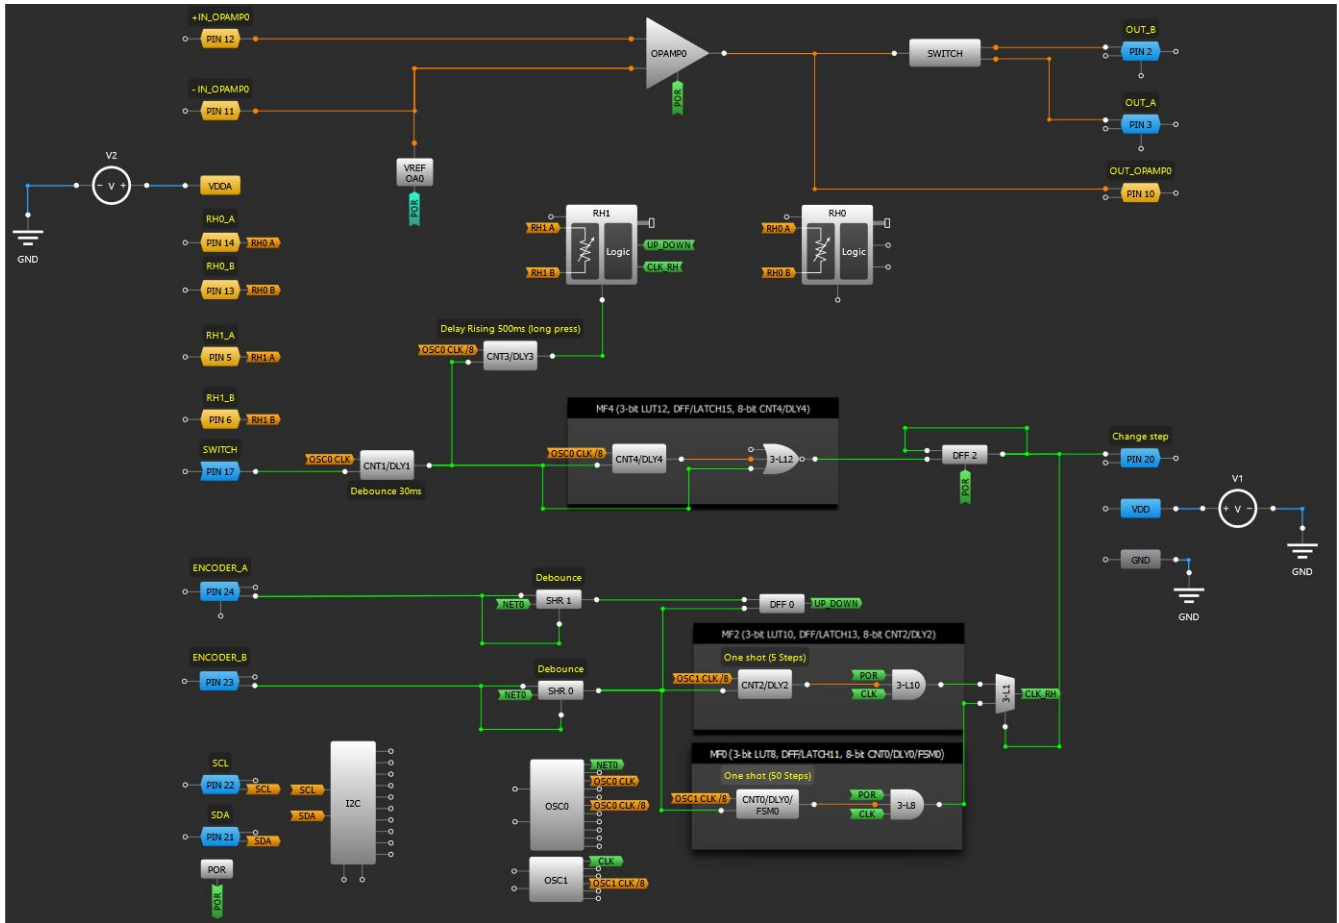 +IN_OPAMP0
PIN 12
OPAMP0
POR
SWITCH
OUT_B
PIN 2
- IN_OPAMP0
PIN 11
OUT_A
PIN 3
V2
- V +
VDDA
VREF
OA0
POR
OUT_OPAMP0
PIN 10
GND
RH0_A
PIN 14
RH0 A
RH0_B
PIN 13
RH0 B
RH1
RH1 A
Logic
UP_DOWN
CLK_RH
RH1 B
RH0
RH0 A
Logic
RH0 B
RH1_A
PIN 5
RH1 A
Delay Rising 500ms (long press)
OSC0 CLK /8
CNT3/DLY3
RH1_B
PIN 6
RH1 B
SWITCH
PIN 17
OSC0 CLK
CNT1/DLY1
Debounce 30ms
MF4 (3-bit LUT12, DFF/LATCH15, 8-bit CNT4/DLY4)
OSC0 CLK /8
CNT4/DLY4
3-L12
DFF 2
POR
Change step
PIN 20
V1
VDD
+ V -
GND
GND
GND
ENCODER_A
PIN 24
Debounce
NET0
SHR 1
DFF 0
UP_DOWN
ENCODER_B
PIN 23
Debounce
NET0
SHR 0
MF2 (3-bit LUT10, DFF/LATCH13, 8-bit CNT2/DLY2)
One shot (5 Steps)
OSC1 CLK /8
CNT2/DLY2
POR
CLK
3-L10
3-L1
CLK_RH
MF0 (3-bit LUT8, DFF/LATCH11, 8-bit CNT0/DLY0/FSM0)
One shot (50 Steps)
OSC1 CLK /8
CNT0/DLY0/
FSM0
POR
CLK
3-L8
SCL
PIN 22
SCL
SDA
PIN 21
SDA
POR
POR
SCL
SDA
I2C
OSC0
NET0
OSC0 CLK
OSC0 CLK /8
OSC1
CLK
OSC1 CLK /8